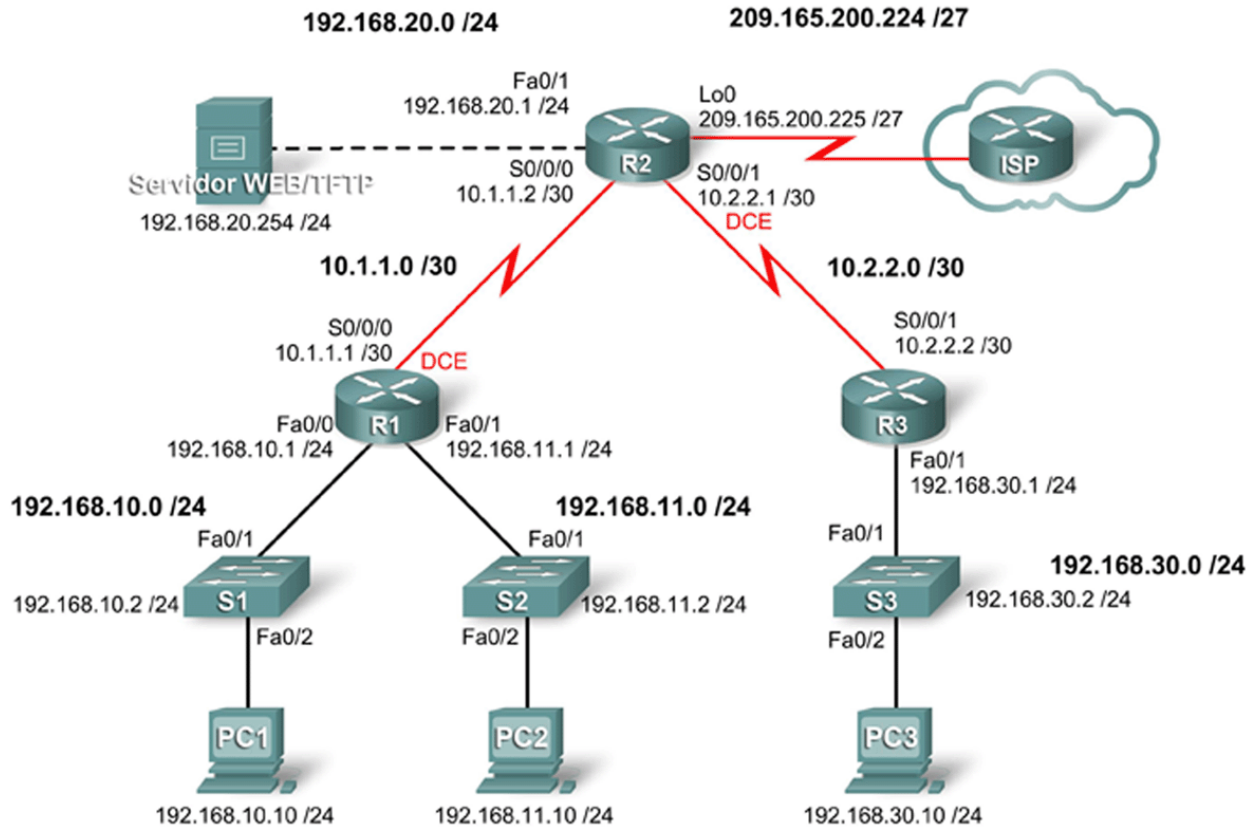 192.168.20.0 /24
209.165.200.224 /27
Fa0/1
192.168.20.1 /24
Lo0
209.165.200.225 /27
R2
ISP
Servidor WEB/TFTP
192.168.20.254 /24
S0/0/0
10.1.1.2 /30
S0/0/1
10.2.2.1 /30
DCE
10.1.1.0 /30
10.2.2.0 /30
S0/0/0
10.1.1.1 /30
DCE
S0/0/1
10.2.2.2 /30
R1
R3
Fa0/0
192.168.10.1 /24
Fa0/1
192.168.11.1 /24
Fa0/1
192.168.30.1 /24
192.168.10.0 /24
192.168.11.0 /24
Fa0/1
Fa0/1
Fa0/1
192.168.30.0 /24
192.168.10.2 /24
S1
S2
192.168.11.2 /24
S3
192.168.30.2 /24
Fa0/2
Fa0/2
Fa0/2
PC1
PC2
PC3
192.168.10.10 /24
192.168.11.10 /24
192.168.30.10 /24